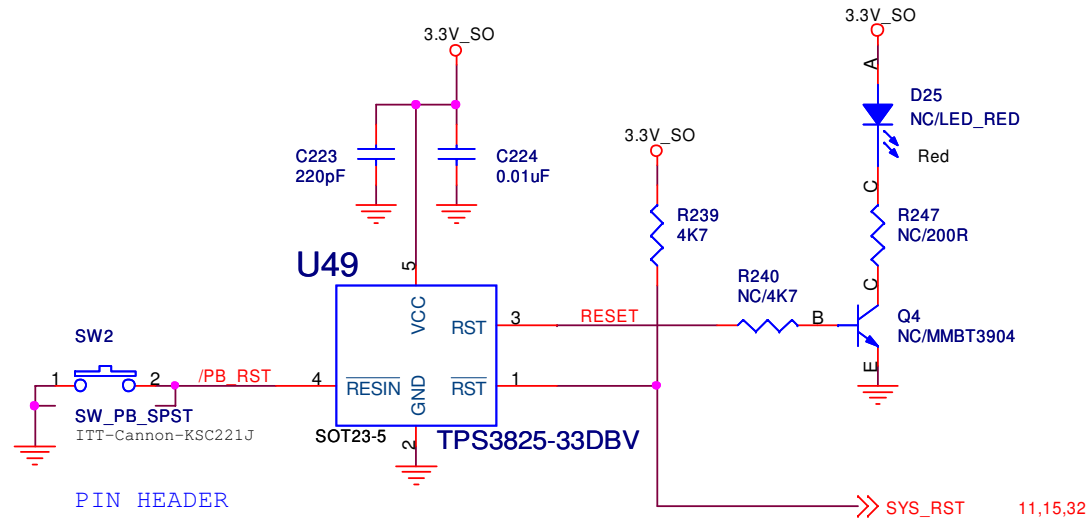 3.3V_SO
3.3V_SO
A
D25
NC/LED_RED
Red
C
C223
220pF
C224
0.01uF
3.3V_SO
R239
4K7
R247
NC/200R
C
U49
5
VCC
RST
3
RESET
R240
NC/4K7
B
Q4
NC/MMBT3904
E
SW2
1
2
/PB_RST
4
RESIN
GND
RST
1
SW_PB_SPST
ITT-Cannon-KSC221J
SOT23-5
2
TPS3825-33DBV
PIN HEADER
SYS_RST
11,15,32